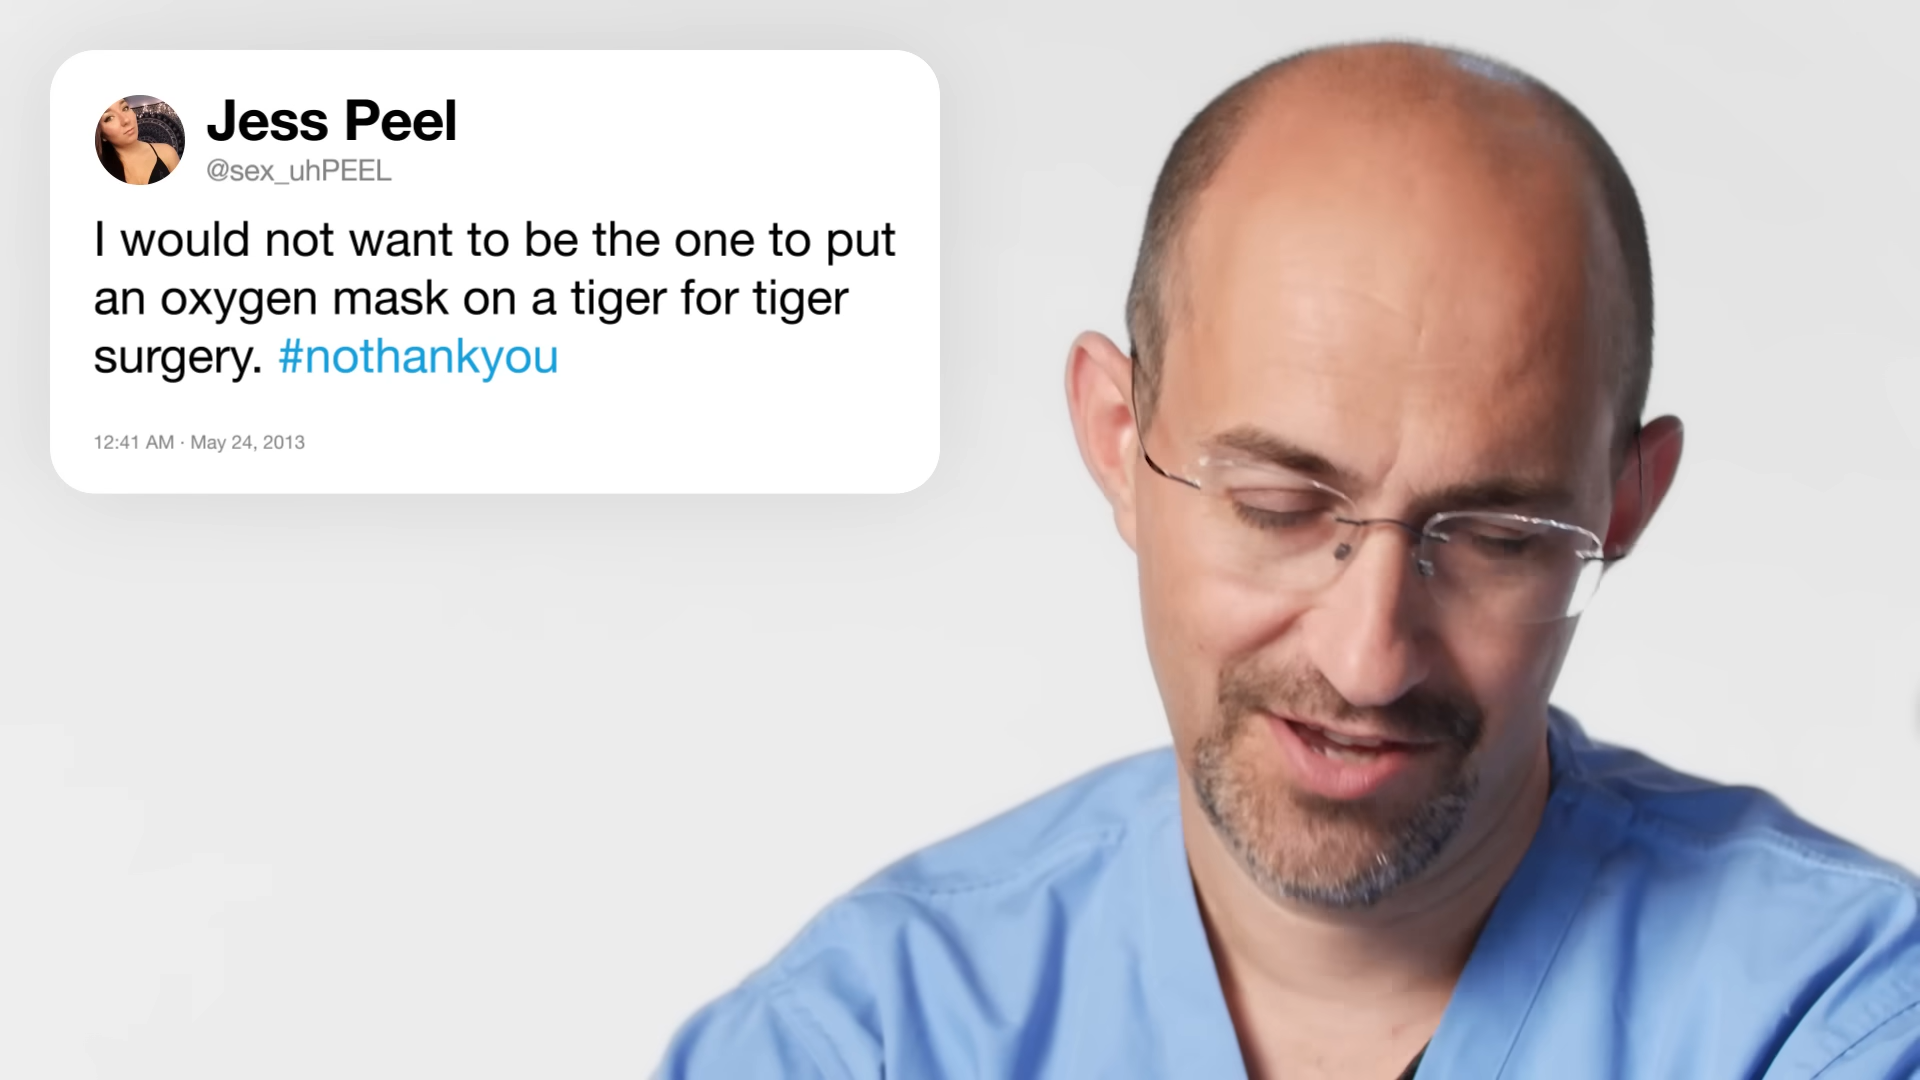 Jess Peel
@sex_uhPEEL
I would not want to be the one to put
an oxygen mask on a tiger for tiger
surgery. #nothankyou
12:41 AM · May 24, 2013